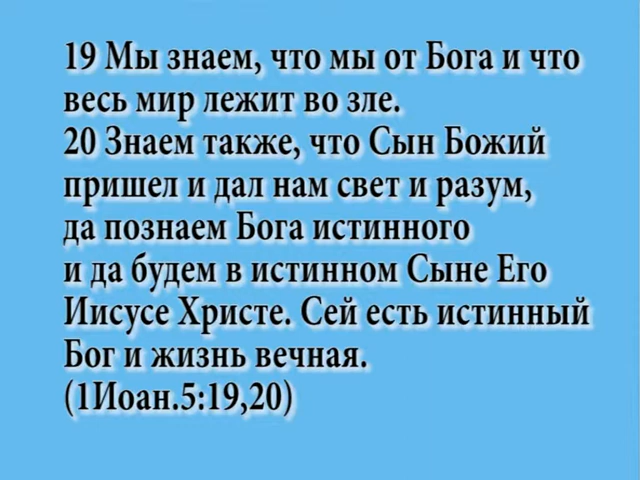 19 Мы знаем, что мы от Бога и что
весь мир лежит во зле.
20 Знаем также, что Сын Божий
пришел и дал нам свет и разум,
да познаем Бога истинного
и да будем в истинном Сыне Его
Иисусе Христе. Сей есть истинный
Бог и жизнь вечная.
(1Иоан.5:19,20)